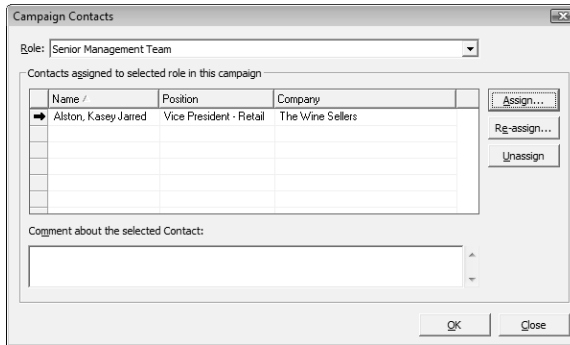 Campaign Contacts
Role: Senior Management Team
Contacts assigned to selected role in this campaign
Name / Position Company
Alston, Kasey Jarred Vice President - Retail The Wine Sellers
Assign...
Re-assign...
Unassign
Comment about the selected Contact:
OK Close